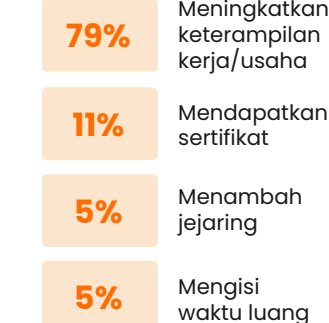 79%
Meningkatkan
keterampilan
kerja/usaha
11%
Mendapatkan
sertifikat
5%
Menambah
jejaring
5%
Mengisi
waktu luang